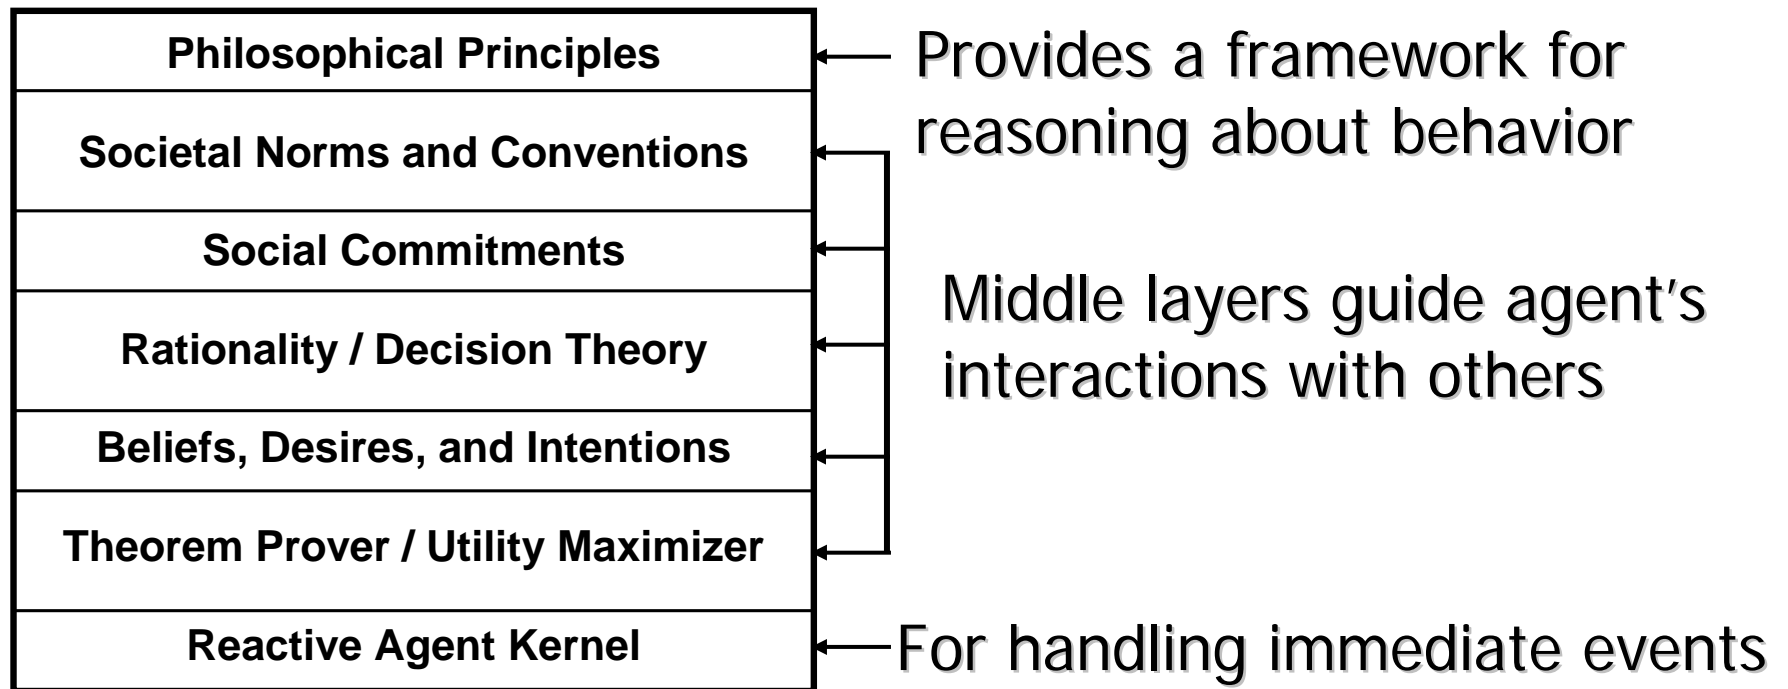 Philosophical Principles
Societal Norms and Conventions
Social Commitments
Rationality / Decision Theory
Beliefs, Desires, and Intentions
Theorem Prover / Utility Maximizer
Reactive Agent Kernel
Provides a framework for
reasoning about behavior
Middle layers guide agent's
interactions with others
For handling immediate events